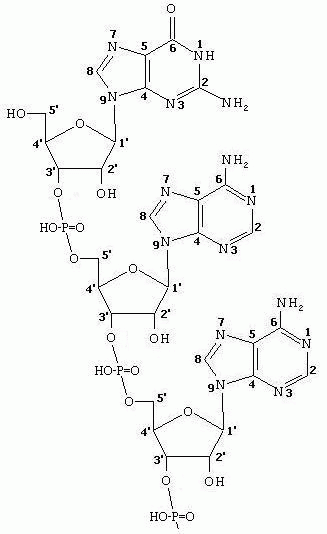 O
7 5 6 1 NH
N
8 2
N 4 N 3 NH₂
9
HO 5' O
4' 1'
3' 2'
O OH
HO-P=O
O 5'
NH₂
6
7 N 5 N 1
8 2
N 4 N 3
9
O
4' 1'
3' 2'
O OH
HO-P=O
O 5'
NH₂
6
7 N 5 N 1
8 2
N 4 N 3
9
O
4' 1'
3' 2'
O OH
HO-P=O